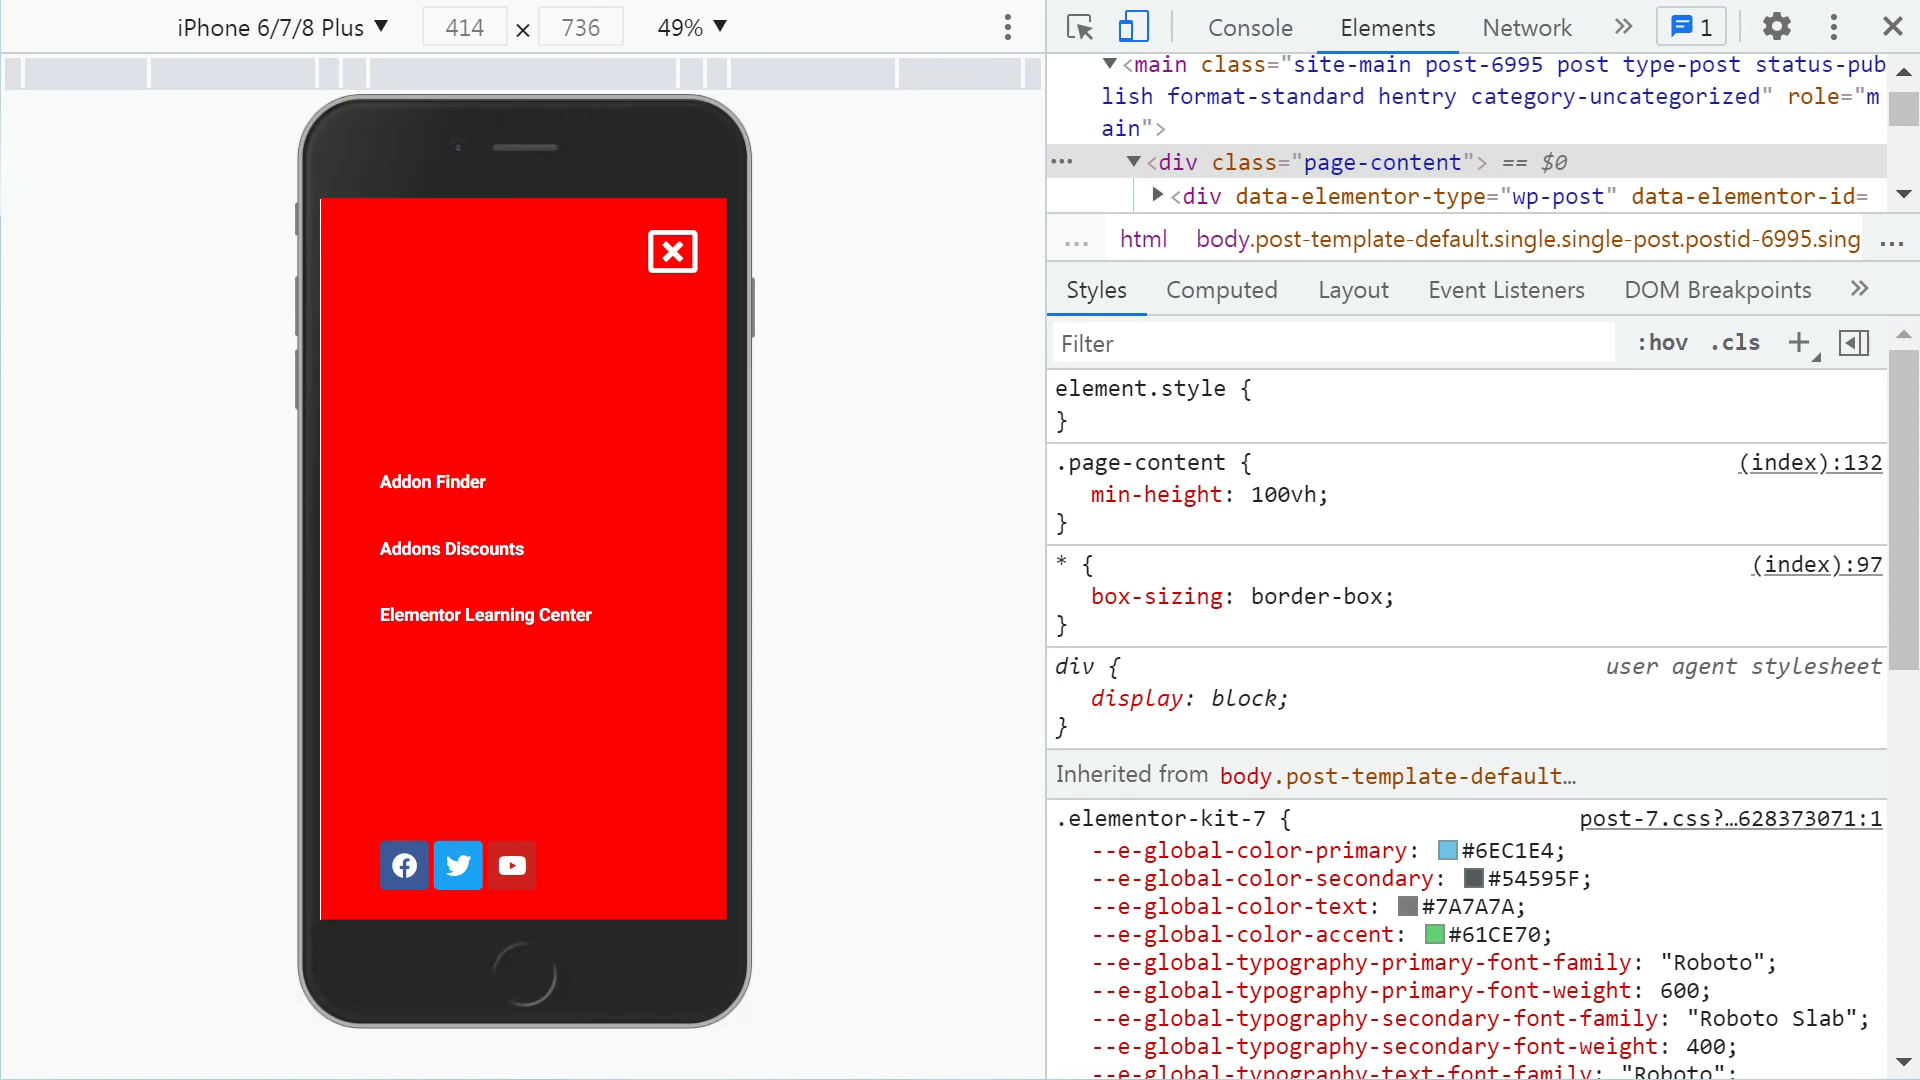 iPhone 6/7/8 Plus ▼ 414 × 736 49% ▼
Console Elements Network » 1
▼<main class="site-main post-6995 post type-post status-pub
lish format-standard hentry category-uncategorized" role="m
ain">
••• ▼<div class="page-content"> == $0
▶<div data-elementor-type="wp-post" data-elementor-id=
... html body.post-template-default.single.single-post.postid-6995.sing ...
Styles Computed Layout Event Listeners DOM Breakpoints »
Filter :hov .cls +
element.style {
}
.page-content { (index):132
min-height: 100vh;
}
* { (index):97
box-sizing: border-box;
}
div { user agent stylesheet
display: block;
}
Inherited from body.post-template-default…
.elementor-kit-7 { post-7.css?…628373071:1
--e-global-color-primary: #6EC1E4;
--e-global-color-secondary: #54595F;
--e-global-color-text: #7A7A7A;
--e-global-color-accent: #61CE70;
--e-global-typography-primary-font-family: "Roboto";
--e-global-typography-primary-font-weight: 600;
--e-global-typography-secondary-font-family: "Roboto Slab";
--e-global-typography-secondary-font-weight: 400;
--e-global-typography-text-font-family: "Roboto";
Addon Finder
Addons Discounts
Elementor Learning Center